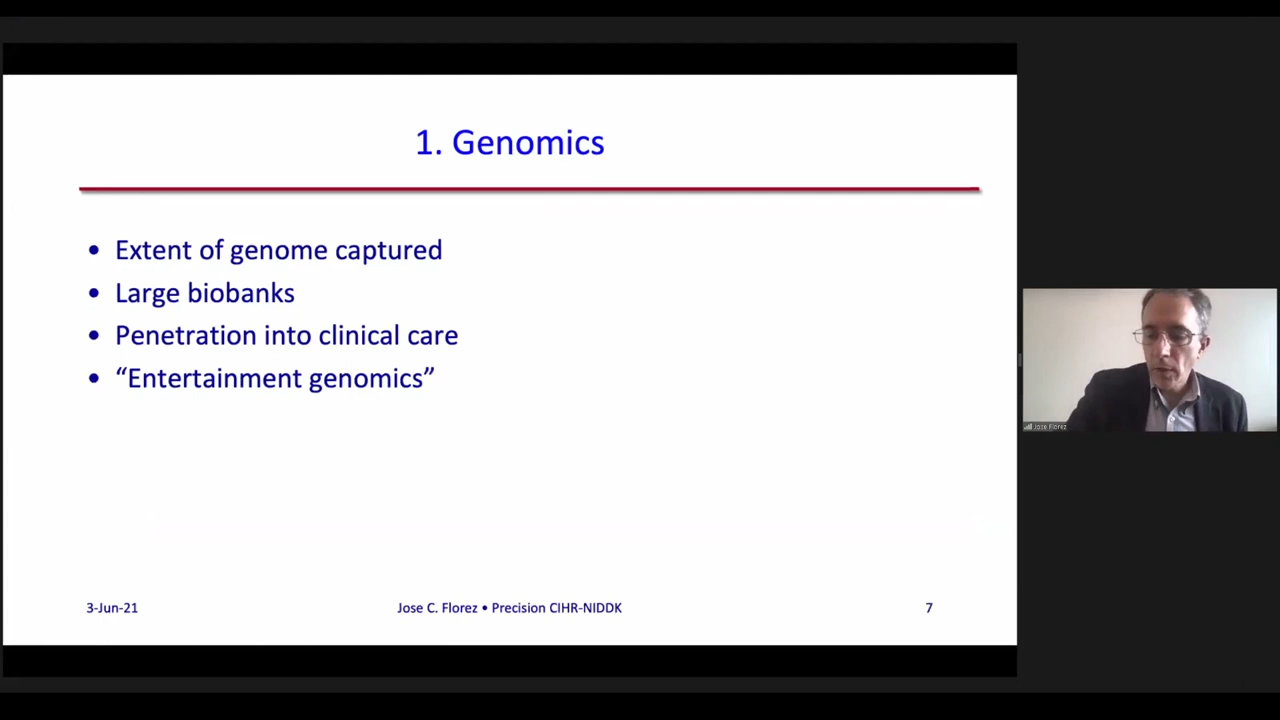 1. Genomics
• Extent of genome captured
• Large biobanks
• Penetration into clinical care
• “Entertainment genomics”
3-Jun-21
Jose C. Florez • Precision CIHR-NIDDK
7
Jose Florez